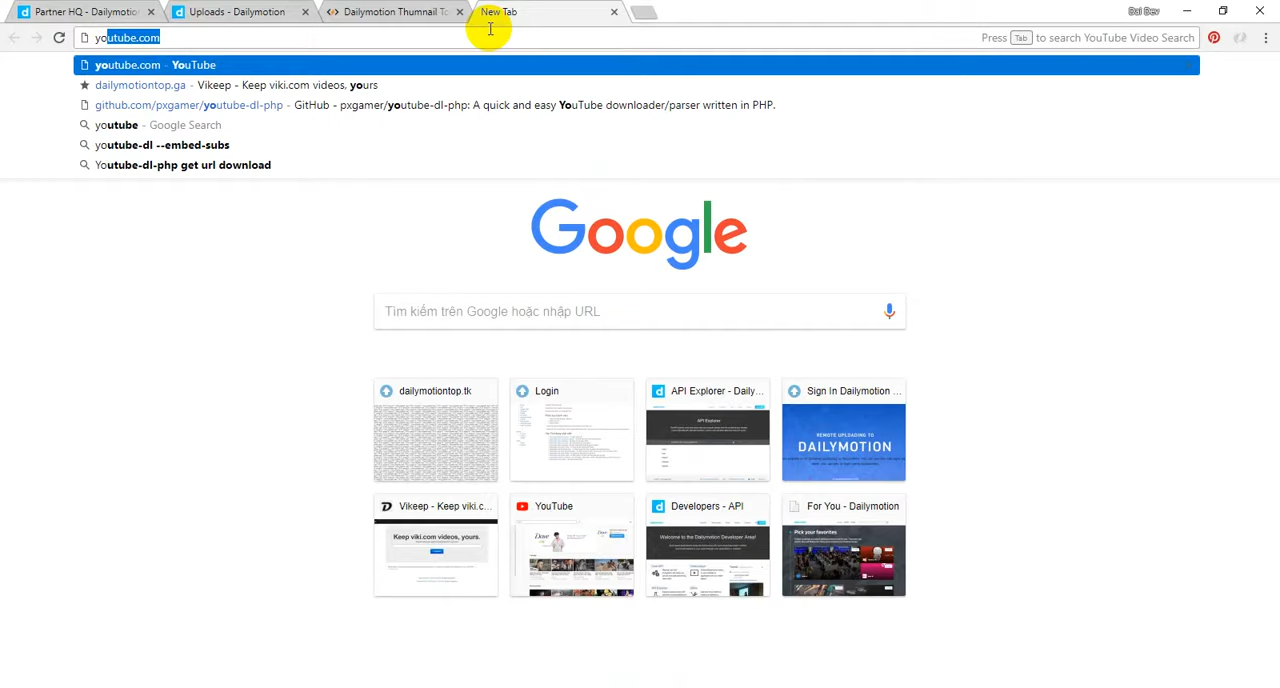 Partner HQ - Dailymotion
Uploads - Dailymotion
Dailymotion Thumnail To
New Tab
Dai Dev
youtube.com
Press Tab to search YouTube Video Search
youtube.com - YouTube
dailymotiontop.ga - Vikeep - Keep viki.com videos, yours
github.com/pxgamer/youtube-dl-php - GitHub - pxgamer/youtube-dl-php: A quick and easy YouTube downloader/parser written in PHP.
youtube - Google Search
youtube-dl --embed-subs
Youtube-dl-php get url download
Google
Tìm kiếm trên Google hoặc nhập URL
dailymotiontop.tk
Login
API Explorer - Daily...
Sign In Dailymotion ...
API Explorer
REMOTE UPLOADING TO
DAILYMOTION
Vikeep - Keep viki.c...
YouTube
Developers - API
For You - Dailymotion
Keep viki.com videos, yours.
Welcome to the Dailymotion Developer Area!
Pick your favorites